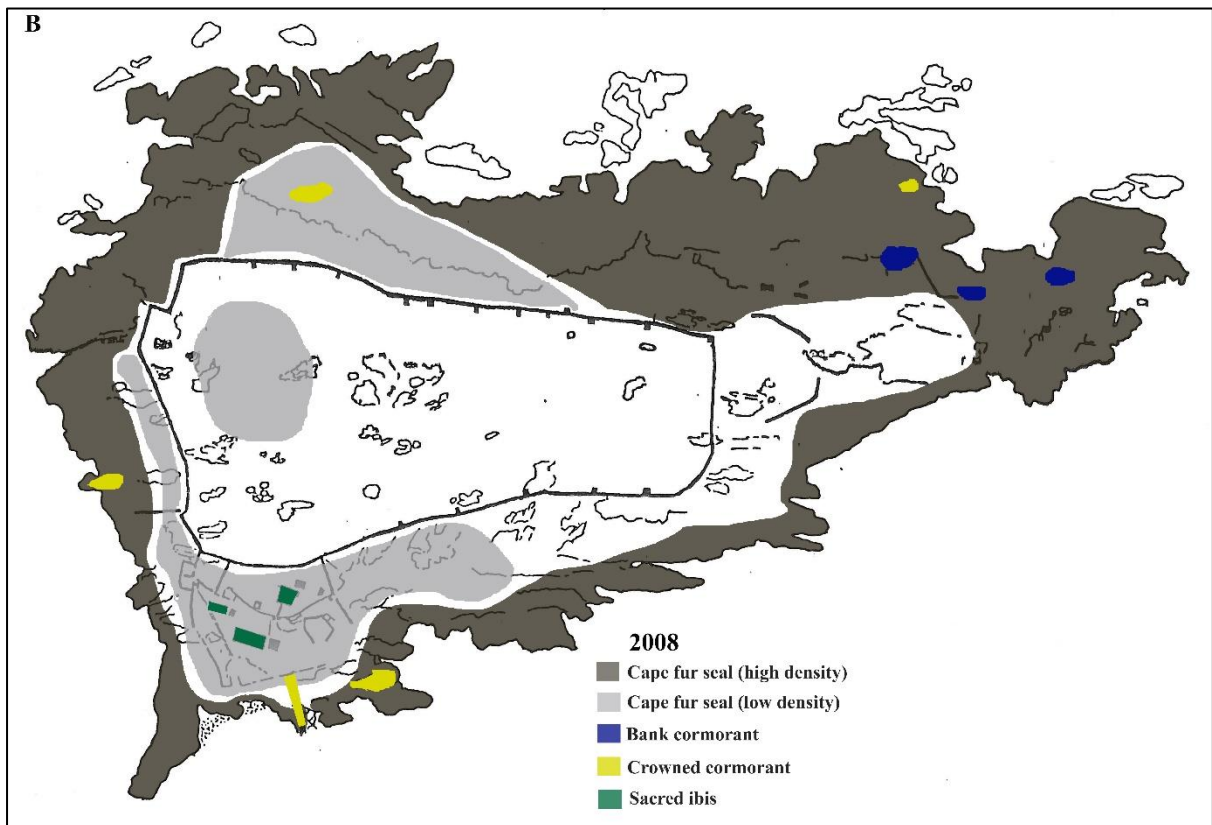 B
2008
Cape fur seal (high density)
Cape fur seal (low density)
Bank cormorant
Crowned cormorant
Sacred ibis